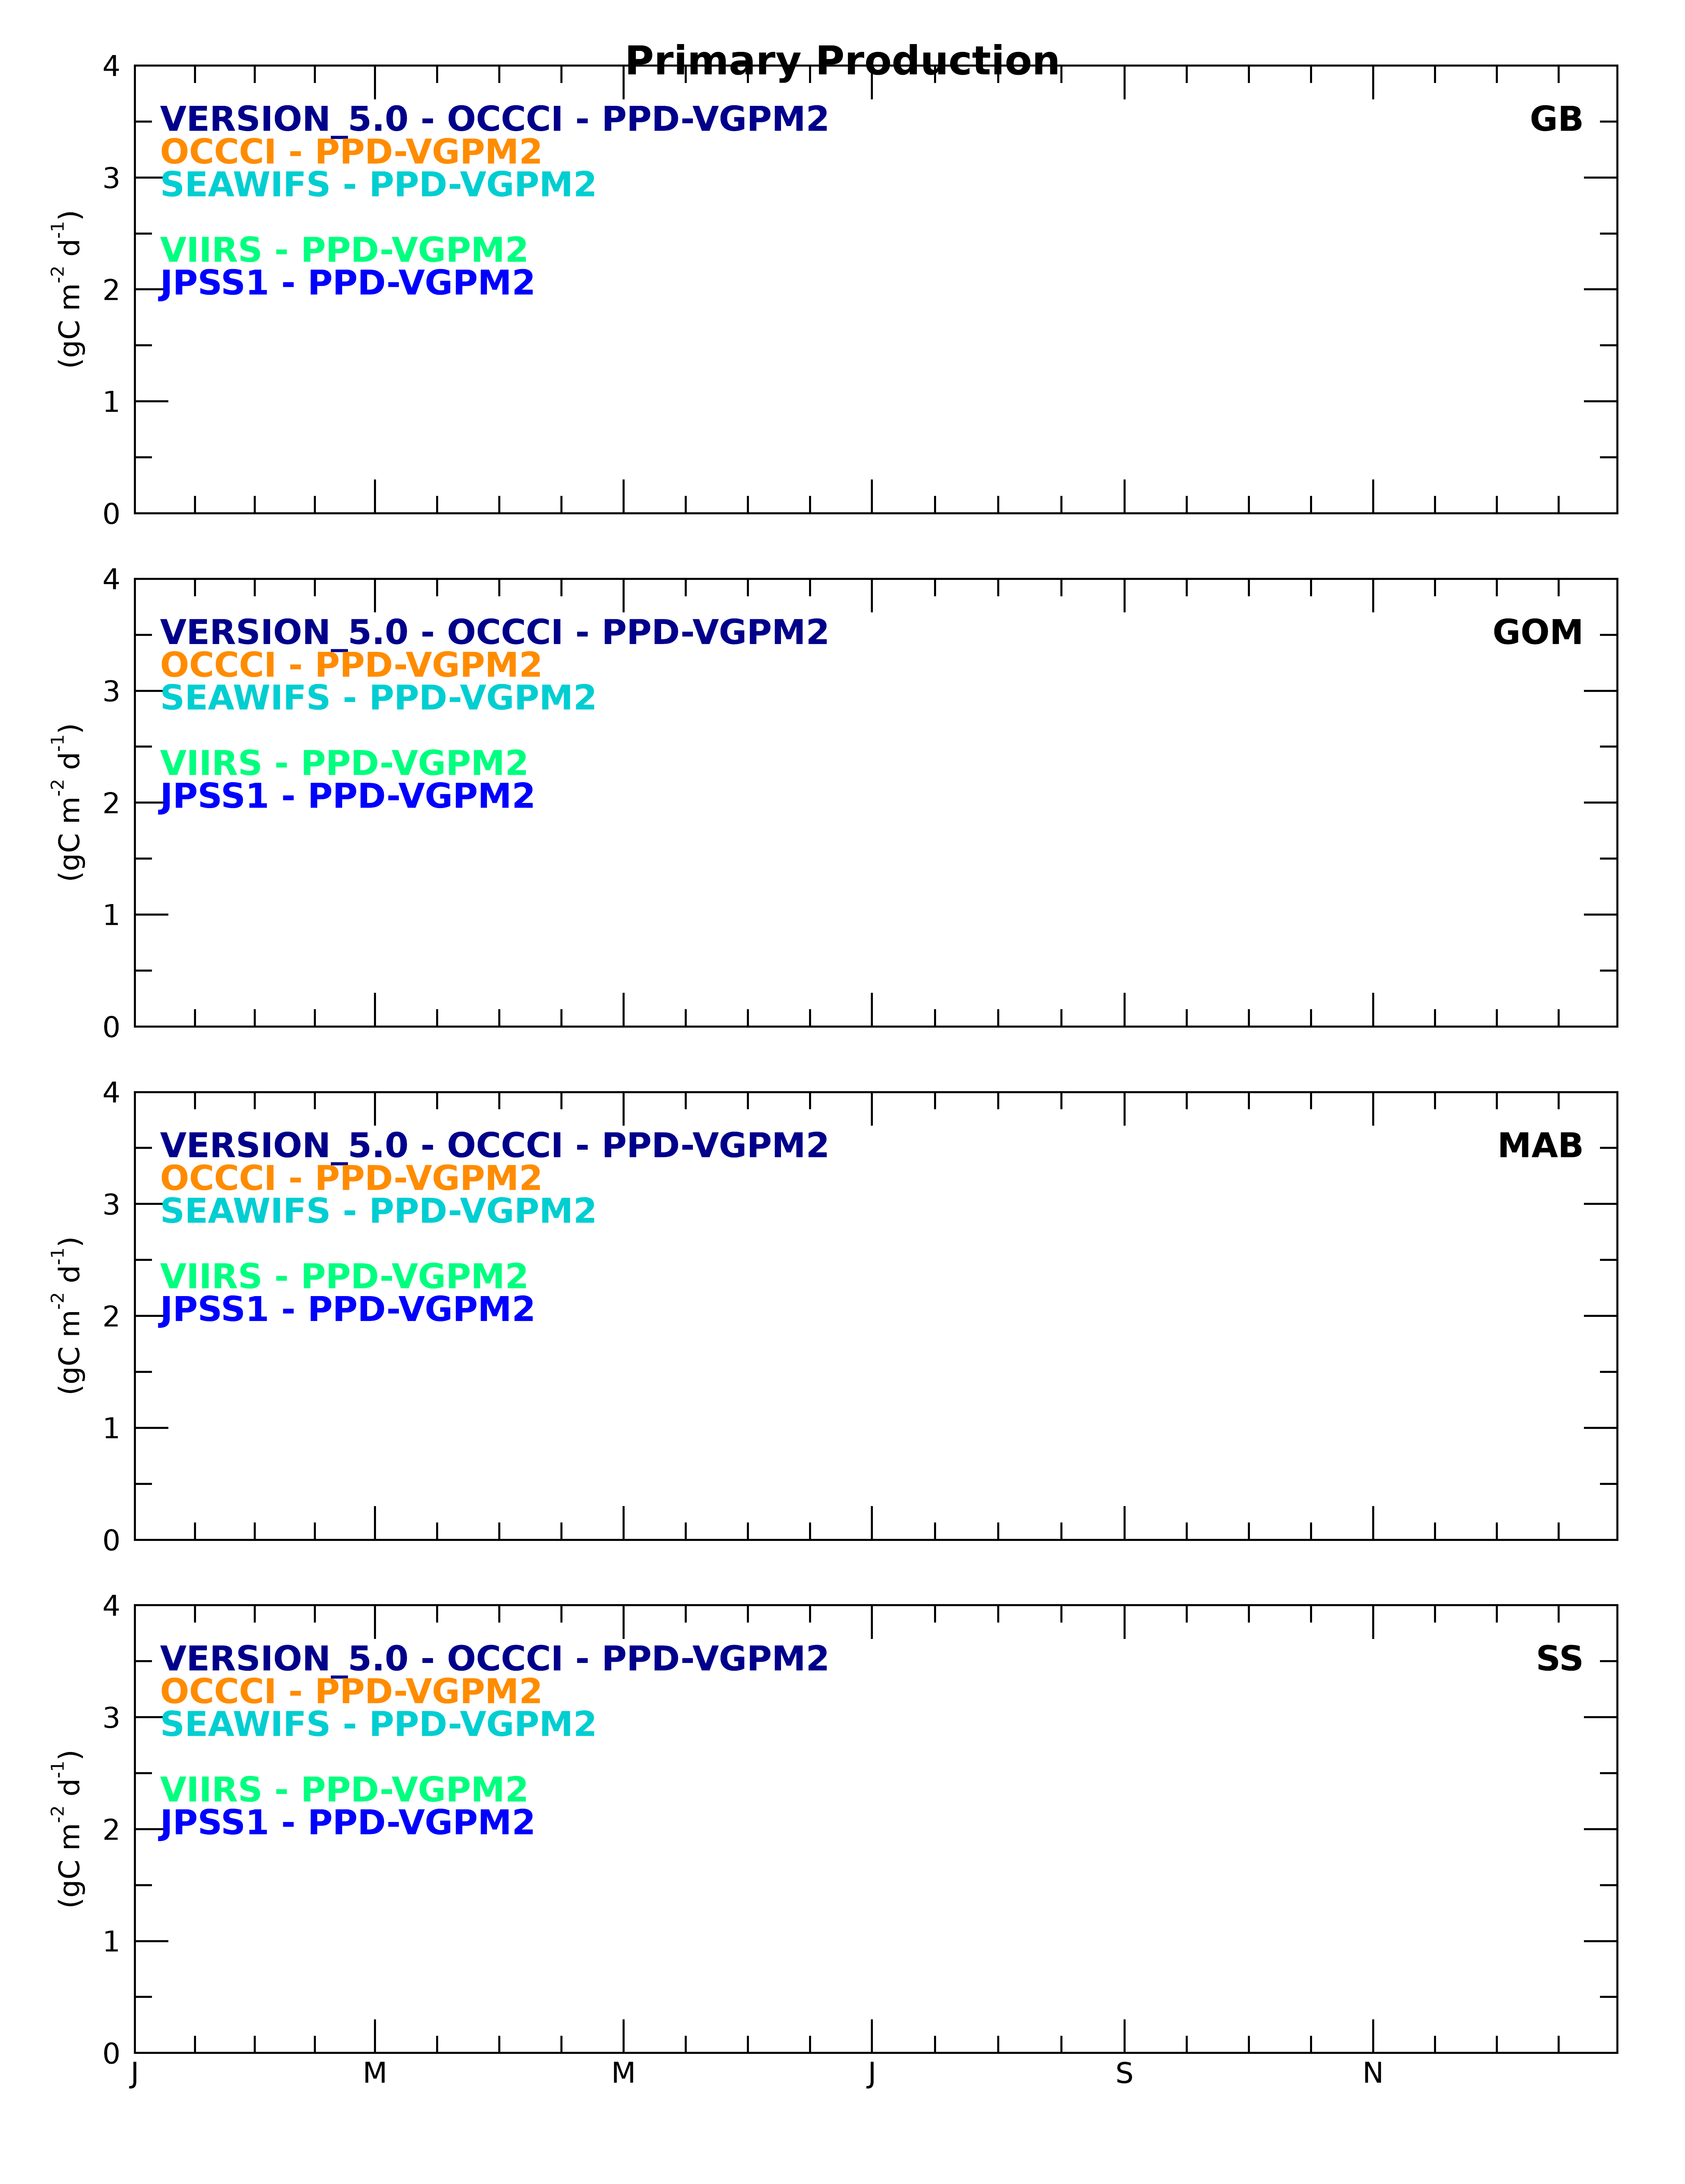 Primary Production
4
VERSION_5.0 - OCCCI - PPD-VGPM2
GB
OCCCI - PPD-VGPM2
3
SEAWIFS - PPD-VGPM2
VIIRS - PPD-VGPM2
JPSS1 - PPD-VGPM2
2
(gC m-2 d-1)
1
0
4
VERSION_5.0 - OCCCI - PPD-VGPM2
GOM
OCCCI - PPD-VGPM2
3
SEAWIFS - PPD-VGPM2
VIIRS - PPD-VGPM2
JPSS1 - PPD-VGPM2
2
(gC m-2 d-1)
1
0
4
VERSION_5.0 - OCCCI - PPD-VGPM2
MAB
OCCCI - PPD-VGPM2
3
SEAWIFS - PPD-VGPM2
VIIRS - PPD-VGPM2
JPSS1 - PPD-VGPM2
2
(gC m-2 d-1)
1
0
4
VERSION_5.0 - OCCCI - PPD-VGPM2
SS
OCCCI - PPD-VGPM2
3
SEAWIFS - PPD-VGPM2
VIIRS - PPD-VGPM2
JPSS1 - PPD-VGPM2
2
(gC m-2 d-1)
1
0
J M M J S N